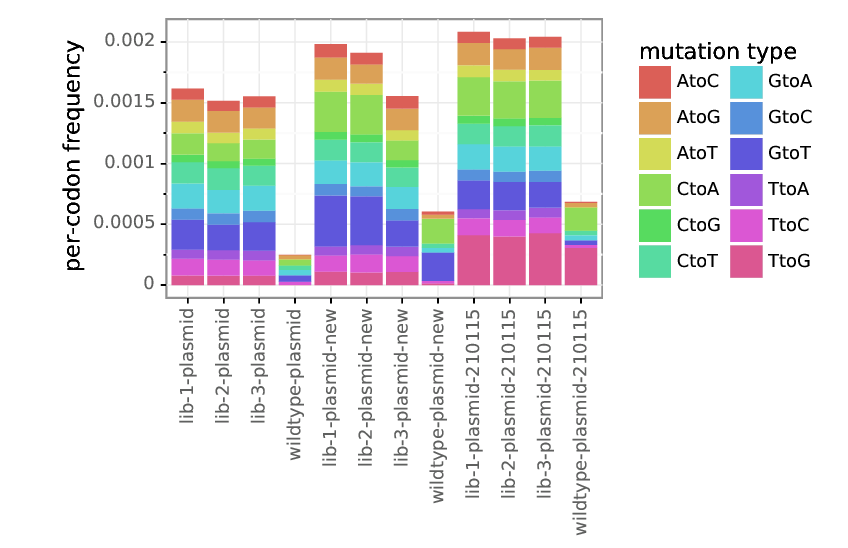 per-codon frequency
0.002
0.0015
0.001
0.0005
0
lib-1-plasmid
lib-2-plasmid
lib-3-plasmid
wildtype-plasmid
lib-1-plasmid-new
lib-2-plasmid-new
lib-3-plasmid-new
wildtype-plasmid-new
lib-1-plasmid-210115
lib-2-plasmid-210115
lib-3-plasmid-210115
wildtype-plasmid-210115
mutation type
AtoC
AtoG
AtoT
CtoA
CtoG
CtoT
GtoA
GtoC
GtoT
TtoA
TtoC
TtoG